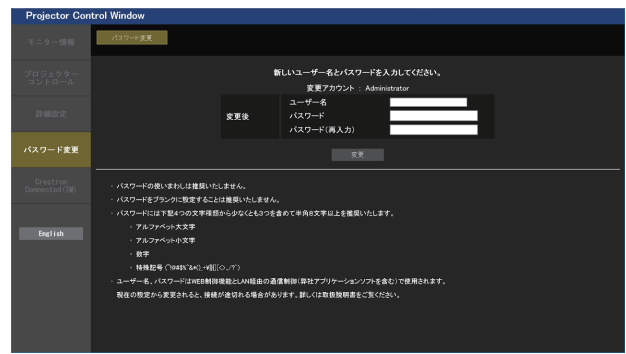 Projector Control Window
モニター情報
パスワード変更
プロジェクター
コントロール
詳細設定
パスワード変更
Crestron
Connected(TM)
English
新しいユーザー名とパスワードを入力してください。
変更アカウント : Administrator
変更後
ユーザー名
パスワード
パスワード(再入力)
変更
・ パスワードの使いまわしは推奨いたしません。
・ パスワードをブランクに設定することは推奨いたしません。
・ パスワードには下記4つの文字種類から少なくとも3つを含めて半角8文字以上を推奨いたします。
・ アルファベット大文字
・ アルファベット小文字
・ 数字
・ 特殊記号
・ ユーザー名、パスワードはWEB制御機能とLAN経由の通信制御(弊社アプリケーションソフトを含む)で使用されます。
現在の設定から変更されると、接続が途切れる場合があります。詳しくは取扱説明書をご覧ください。